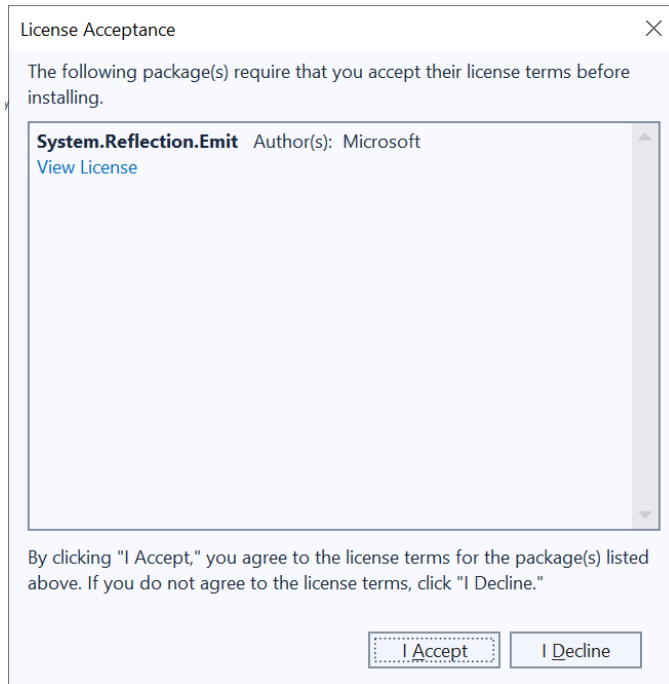 License Acceptance
The following package(s) require that you accept their license terms before
installing.
System.Reflection.Emit Author(s): Microsoft
View License
By clicking "I Accept," you agree to the license terms for the package(s) listed
above. If you do not agree to the license terms, click "I Decline."
I Accept I Decline